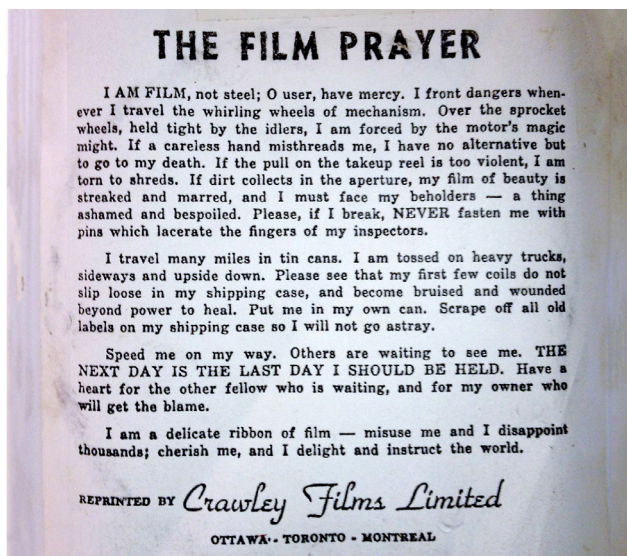 THE FILM PRAYER
I AM FILM, not steel; O user, have mercy. I front dangers when-
ever I travel the whirling wheels of mechanism. Over the sprocket
wheels, held tight by the idlers, I am forced by the motor's magic
might. If a careless hand misthreads me, I have no alternative but
to go to my death. If the pull on the takeup reel is too violent, I am
torn to shreds. If dirt collects in the aperture, my film of beauty is
streaked and marred, and I must face my beholders — a thing
ashamed and bespoiled. Please, if I break, NEVER fasten me with
pins which lacerate the fingers of my inspectors.
I travel many miles in tin cans. I am tossed on heavy trucks,
sideways and upside down. Please see that my first few coils do not
slip loose in my shipping case, and become bruised and wounded
beyond power to heal. Put me in my own can. Scrape off all old
labels on my shipping case so I will not go astray.
Speed me on my way. Others are waiting to see me. THE
NEXT DAY IS THE LAST DAY I SHOULD BE HELD. Have a
heart for the other fellow who is waiting, and for my owner who
will get the blame.
I am a delicate ribbon of film — misuse me and I disappoint
thousands; cherish me, and I delight and instruct the world.
REPRINTED BY Crawley Films Limited
OTTAWA - TORONTO - MONTREAL